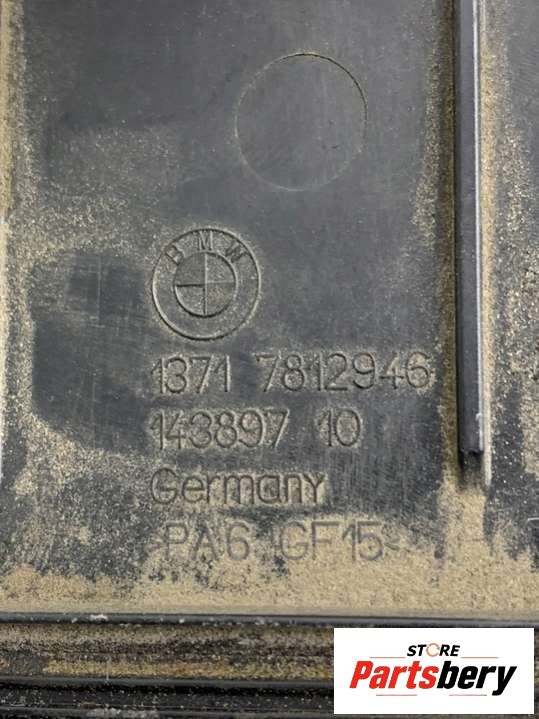 BMW
1371 7812946
143897 10
Germany
PA6 GF15
STORE
Partsbery